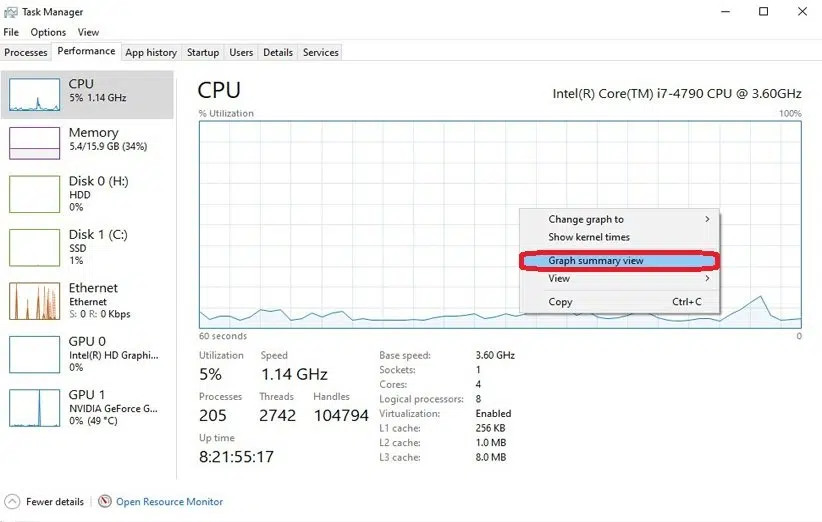 Task Manager
File Options View
Processes Performance App history Startup Users Details Services
CPU
5% 1.14 GHz
Memory
5.4/15.9 GB (34%)
Disk 0 (H:)
HDD
0%
Disk 1 (C:)
SSD
1%
Ethernet
Ethernet
S: 0 R: 0 Kbps
GPU 0
Intel(R) HD Graphi...
0%
GPU 1
NVIDIA GeForce G...
0% (49 °C)
CPU
Intel(R) Core(TM) i7-4790 CPU @ 3.60GHz
% Utilization 100%
Change graph to
Show kernel times
Graph summary view
View
Copy Ctrl+C
60 seconds 0
Utilization Speed
5% 1.14 GHz
Processes Threads Handles
205 2742 104794
Up time
8:21:55:17
Base speed: 3.60 GHz
Sockets: 1
Cores: 4
Logical processors: 8
Virtualization: Enabled
L1 cache: 256 KB
L2 cache: 1.0 MB
L3 cache: 8.0 MB
Fewer details Open Resource Monitor